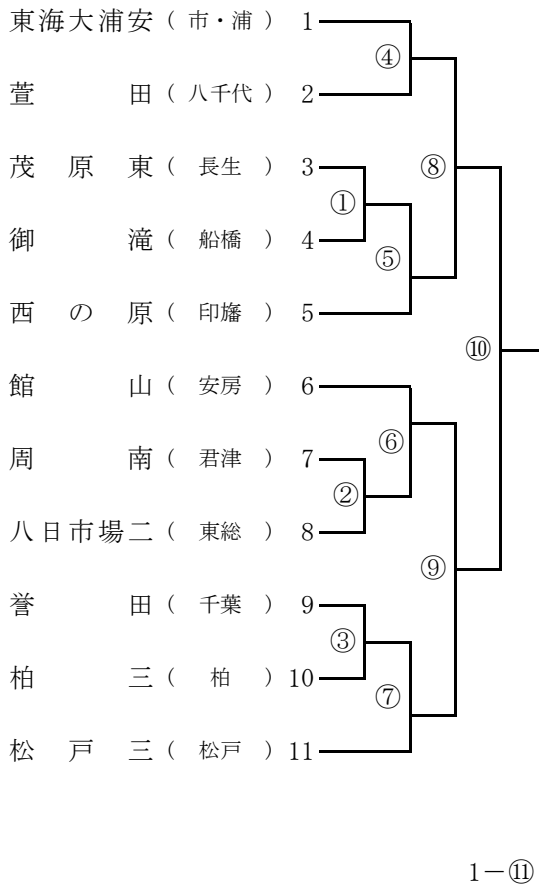 東海大浦安（市・浦）1
④
萱田（八千代）2
茂原東（長生）3
⑧
①
御滝（船橋）4
⑤
西の原（印旛）5
⑩
館山（安房）6
⑥
周南（君津）7
②
八日市場二（東総）8
⑨
誉田（千葉）9
③
柏三（柏）10
⑦
松戸三（松戸）11
1－⑪